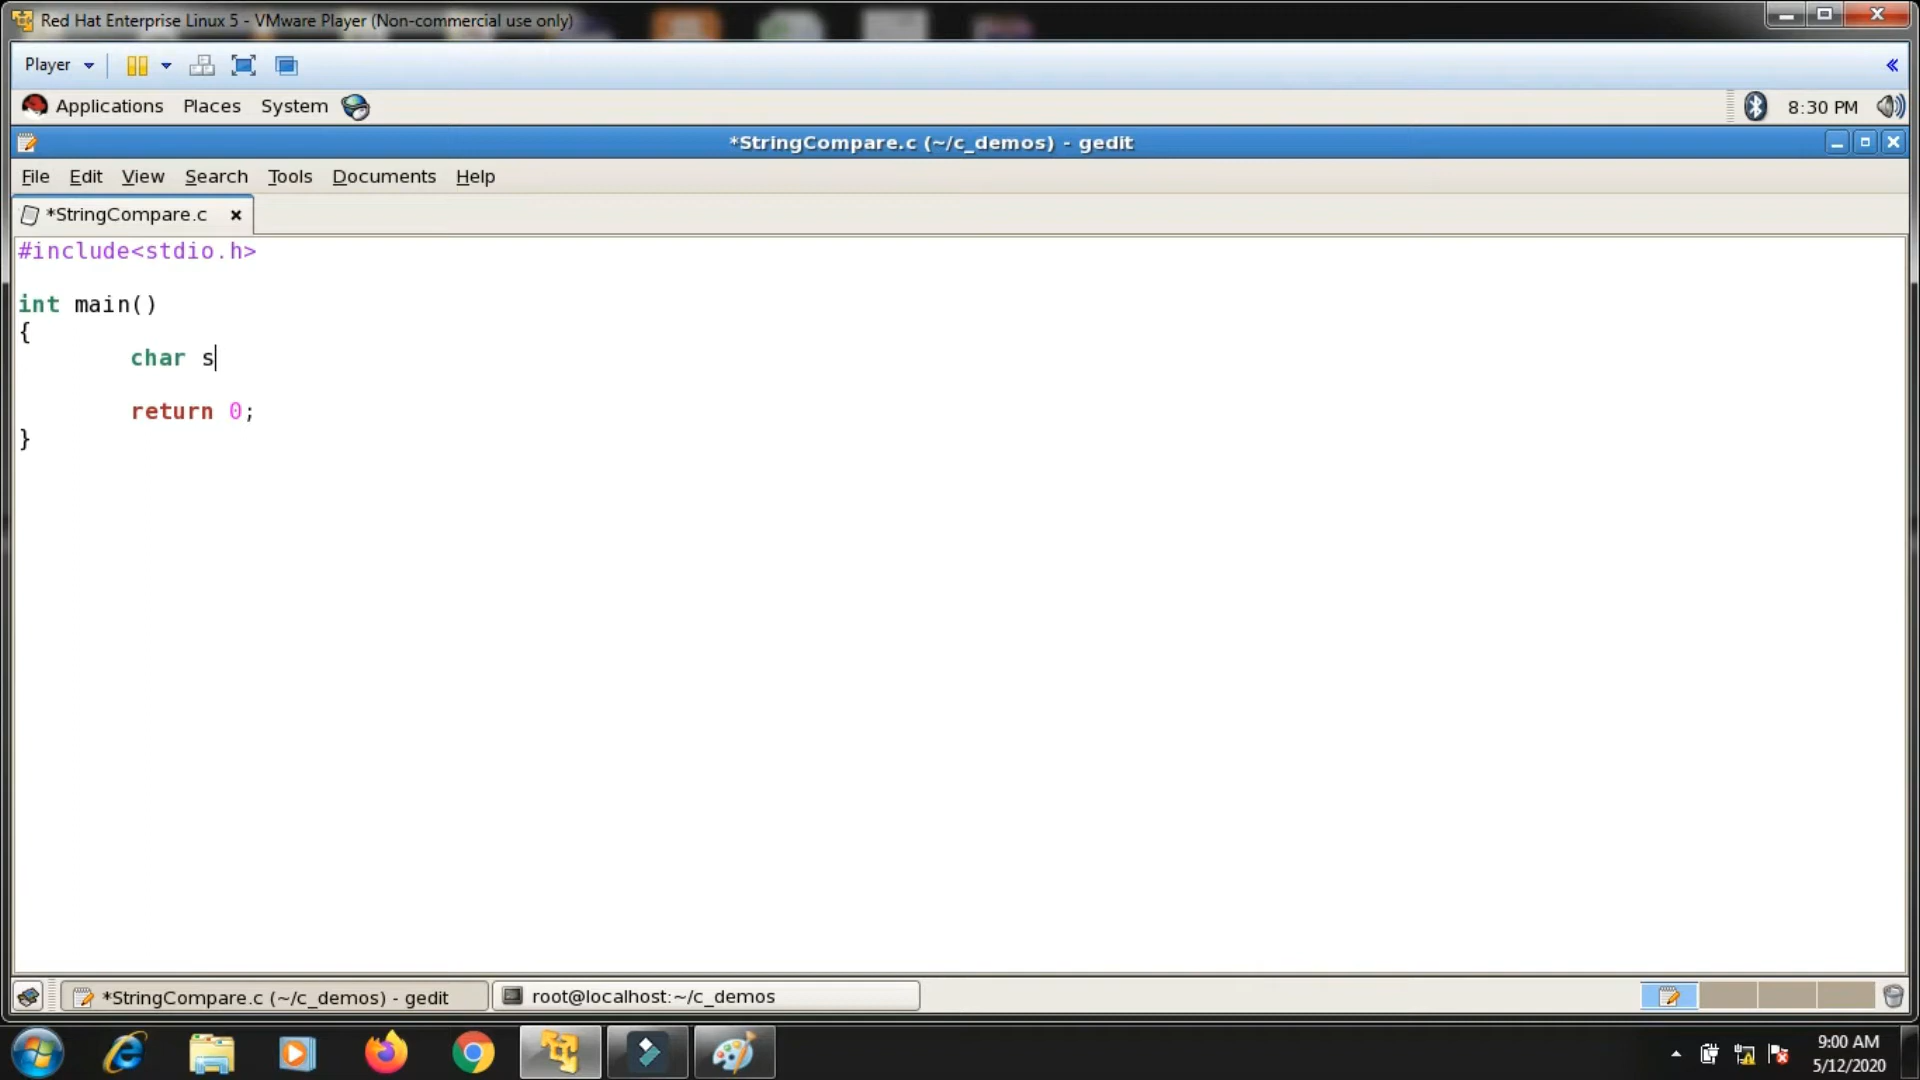 Red Hat Enterprise Linux 5 - VMware Player (Non-commercial use only)
Player
Applications Places System
8:30 PM
*StringCompare.c (~/c_demos) - gedit
File Edit View Search Tools Documents Help
*StringCompare.c
#include<stdio.h>
int main()
{
char s
return 0;
}
*StringCompare.c (~/c_demos) - gedit
root@localhost:~/c_demos
9:00 AM
5/12/2020